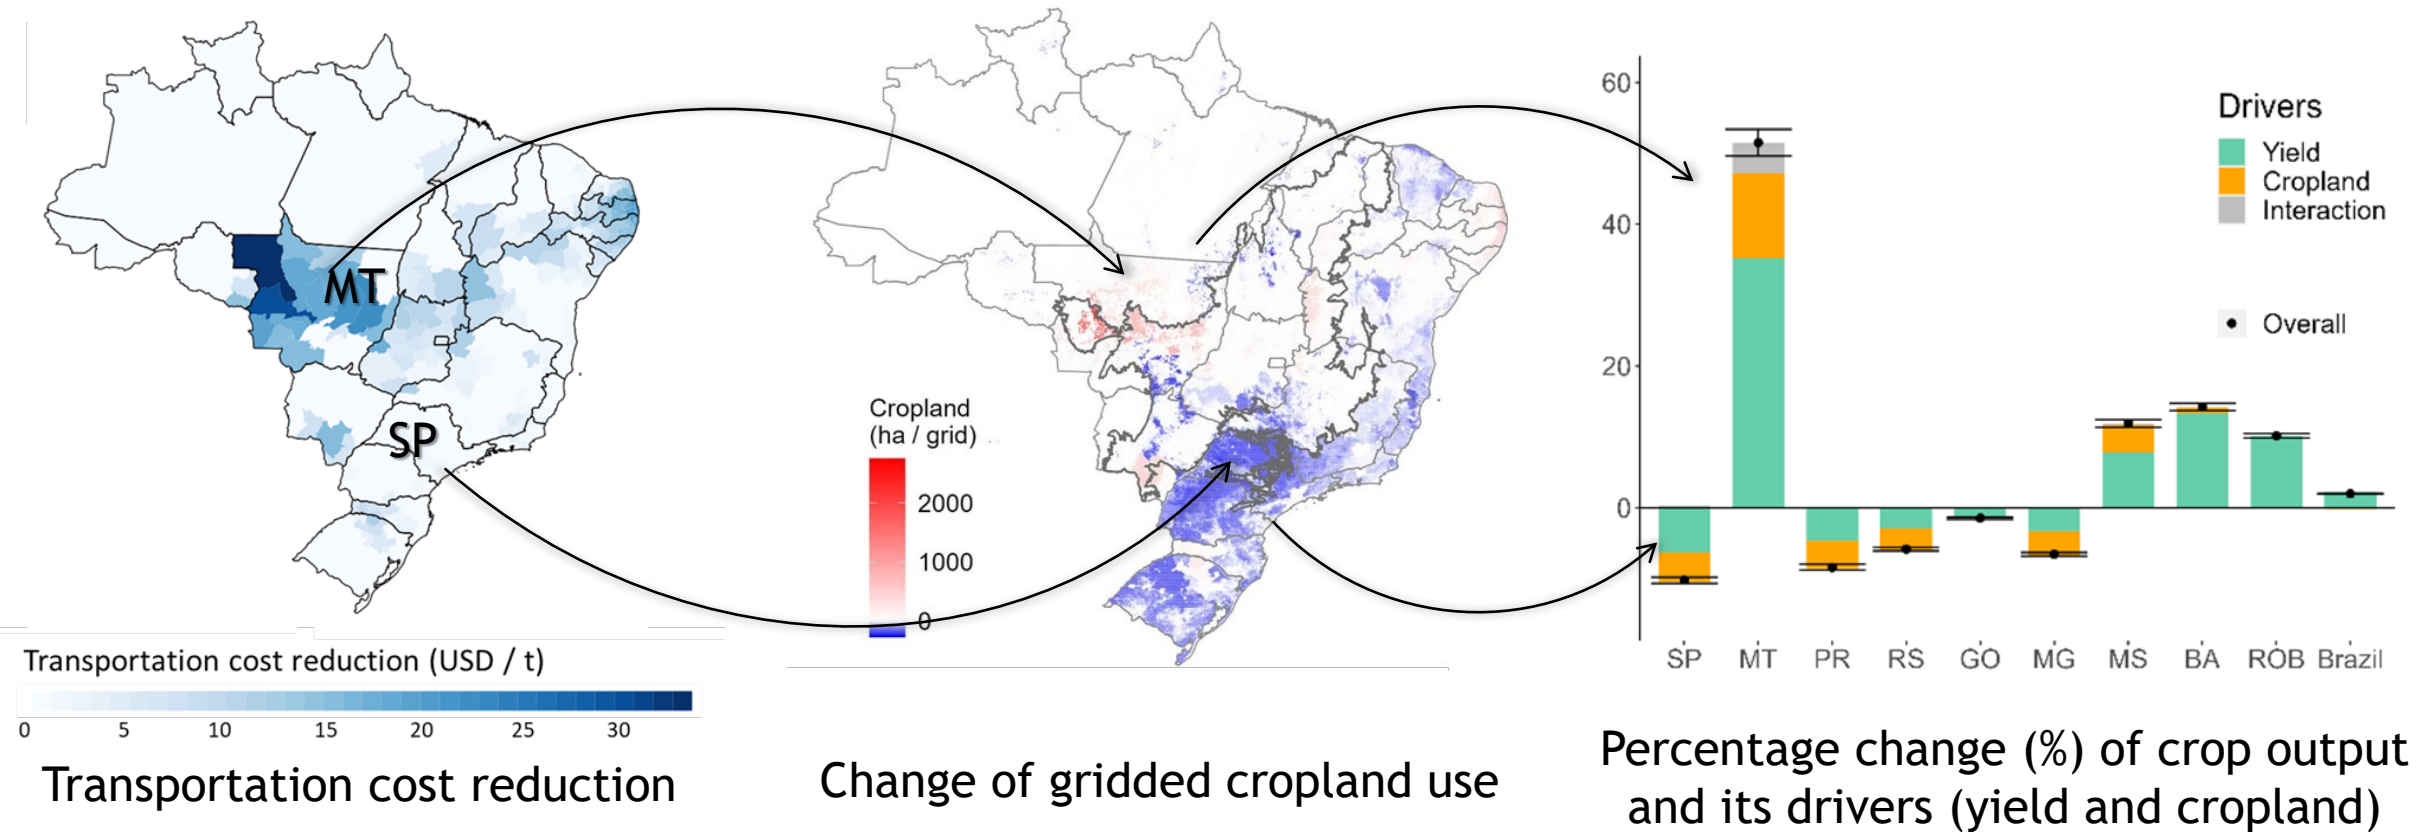 MT
SP
Transportation cost reduction (USD / t)
0 5 10 15 20 25 30
Transportation cost reduction
Cropland
(ha / grid)
2000
1000
0
Change of gridded cropland use
60
40
20
0
Drivers
Yield
Cropland
Interaction
Overall
SP MT PR RS GO MG MS BA ROB Brazil
Percentage change (%) of crop output
and its drivers (yield and cropland)